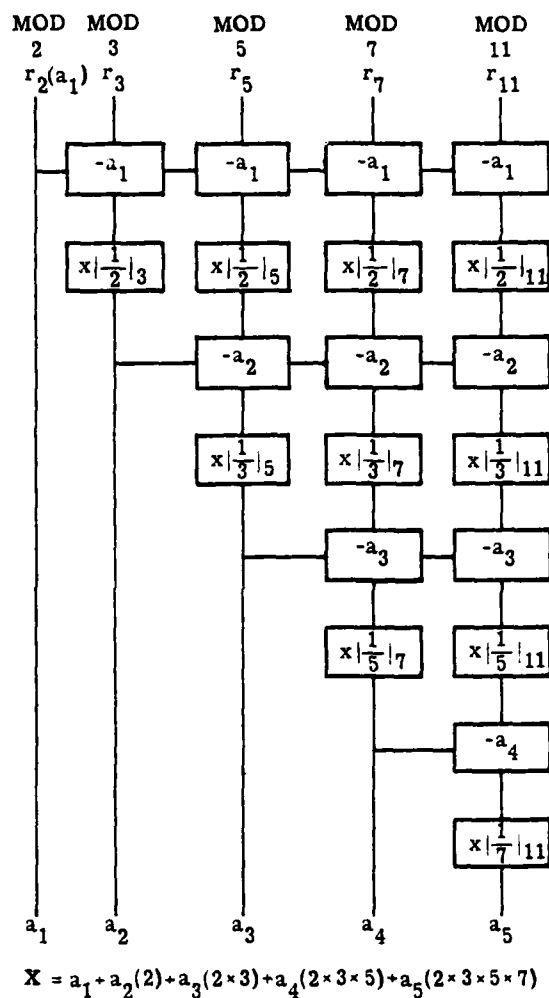 MOD MOD MOD MOD MOD
2 3 5 7 11
r₂(a₁) r₃ r₅ r₇ r₁₁
-a₁ -a₁ -a₁ -a₁
x|1/2|₃ x|1/2|₅ x|1/2|₇ x|1/2|₁₁
-a₂ -a₂ -a₂
x|1/3|₅ x|1/3|₇ x|1/3|₁₁
-a₃ -a₃
x|1/5|₇ x|1/5|₁₁
-a₄
x|1/7|₁₁
a₁ a₂ a₃ a₄ a₅
X = a₁+a₂(2)+a₃(2×3)+a₄(2×3×5)+a₅(2×3×5×7)